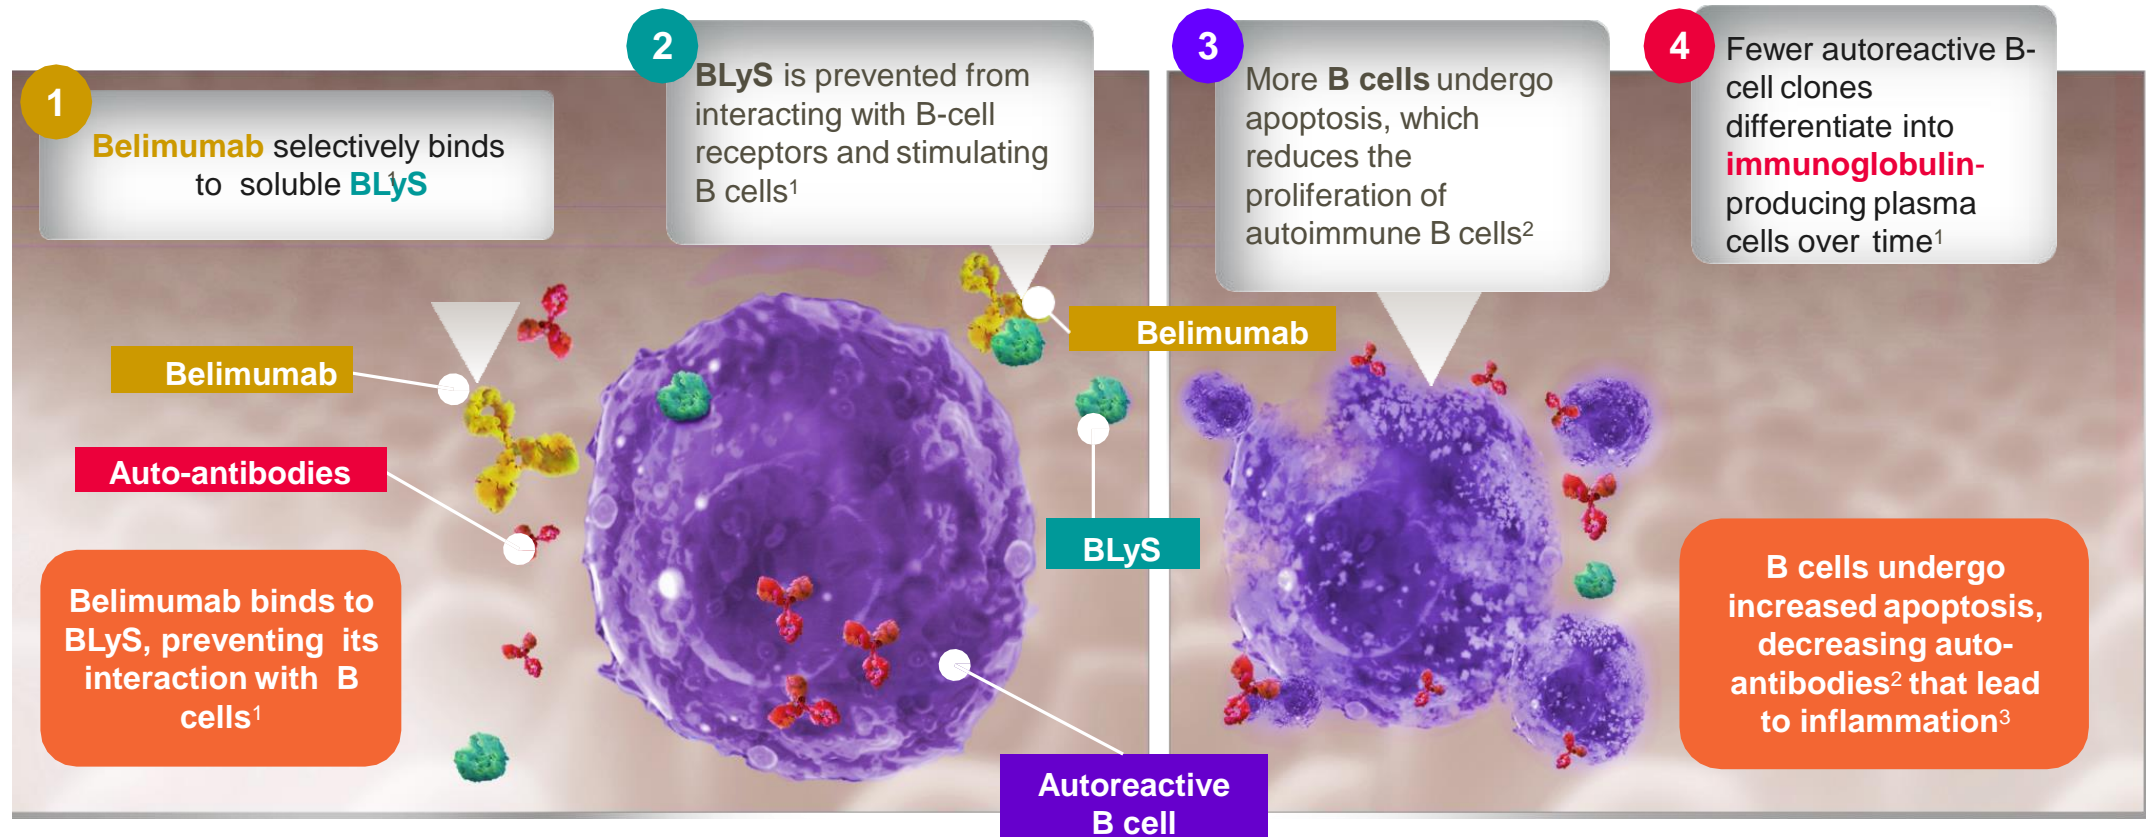 1
Belimumab selectively binds
to soluble BLyS1
2
BLyS is prevented from
interacting with B-cell
receptors and stimulating
B cells1
3
More B cells undergo
apoptosis, which
reduces the
proliferation of
autoimmune B cells2
4
Fewer autoreactive B-
cell clones
differentiate into
immunoglobulin-
producing plasma
cells over time1
Belimumab
Belimumab
Auto-antibodies
BLyS
Belimumab binds to
BLyS, preventing its
interaction with B
cells1
B cells undergo
increased apoptosis,
decreasing auto-
antibodies2 that lead
to inflammation3
Autoreactive
B cell